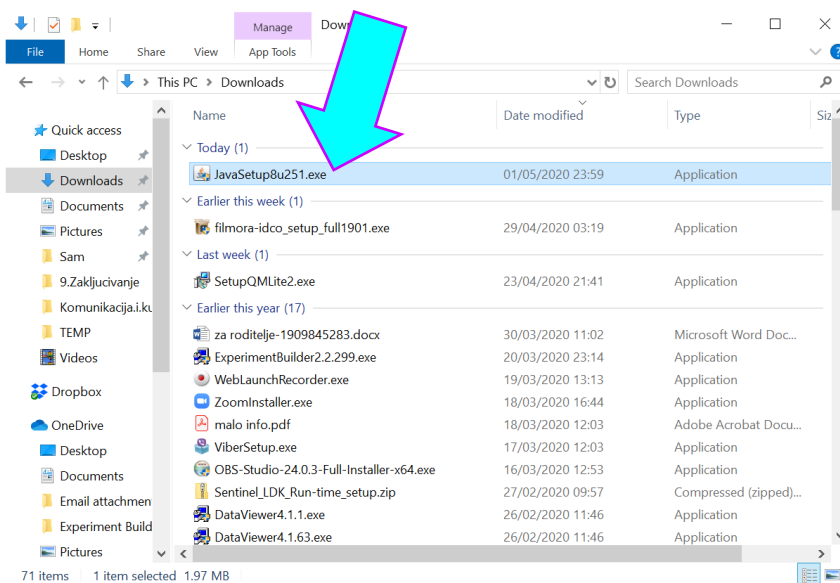 Manage
File
Home
Share
View
App Tools
This PC
Downloads
Search Downloads
Name
Date modified
Type
Quick access
Desktop
Downloads
Documents
Pictures
Sam
9.Zakljucivanje
Komunikacija.i.ku
TEMP
Videos
Dropbox
OneDrive
Desktop
Documents
Email attachmen
Experiment Build
Pictures
Today (1)
JavaSetup8u251.exe 01/05/2020 23:59 Application
Earlier this week (1)
filmora-idco_setup_full1901.exe 29/04/2020 03:19 Application
Last week (1)
SetupQMLite2.exe 23/04/2020 21:41 Application
Earlier this year (17)
za roditelje-1909845283.docx 30/03/2020 11:02 Microsoft Word Doc...
ExperimentBuilder2.2.299.exe 20/03/2020 23:14 Application
WebLaunchRecorder.exe 19/03/2020 13:13 Application
ZoomInstaller.exe 18/03/2020 16:44 Application
malo info.pdf 18/03/2020 12:03 Adobe Acrobat Docu...
ViberSetup.exe 17/03/2020 12:03 Application
OBS-Studio-24.0.3-Full-Installer-x64.exe 16/03/2020 12:53 Application
Sentinel_LDK_Run-time_setup.zip 27/02/2020 09:57 Compressed (zipped)...
DataViewer4.1.1.exe 26/02/2020 11:46 Application
DataViewer4.1.63.exe 26/02/2020 11:46 Application
71 items 1 item selected 1.97 MB